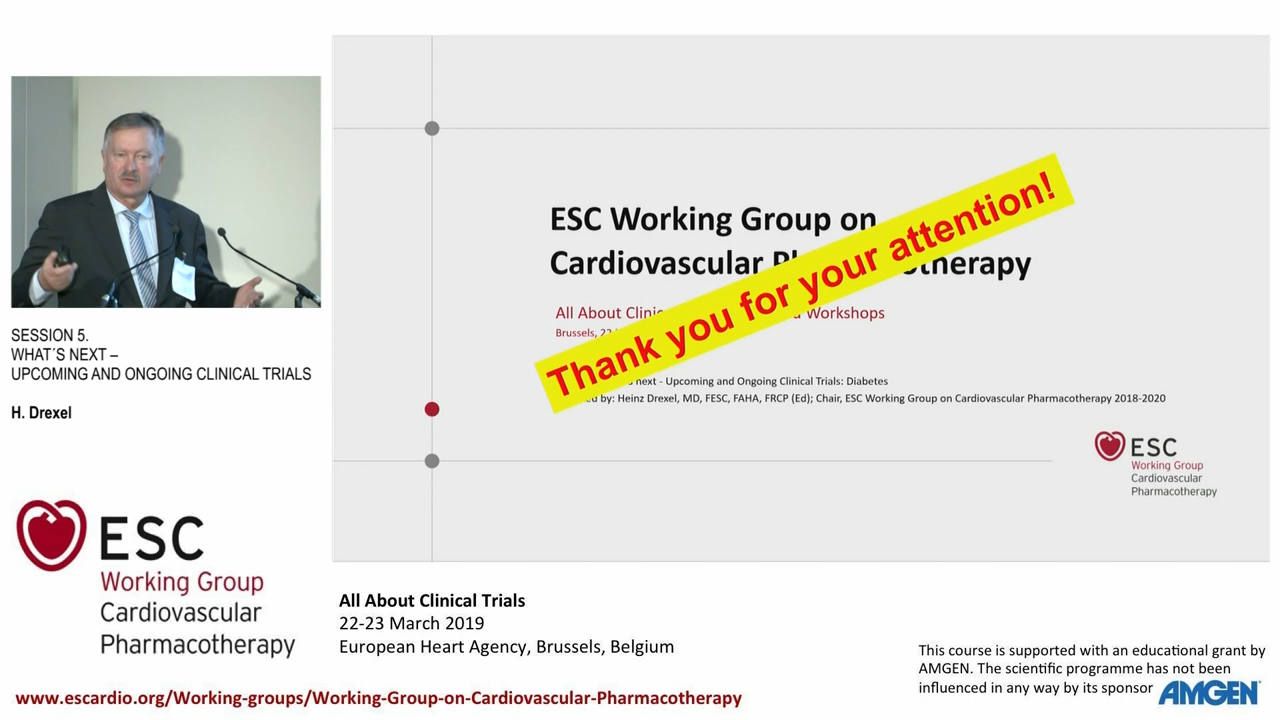 SESSION 5.
WHAT´S NEXT –
UPCOMING AND ONGOING CLINICAL TRIALS
H. Drexel
ESC
Working Group
Cardiovascular
Pharmacotherapy
ESC Working Group on
Cardiovascular
All About
Workshops
Brussels,
Thank you for your attention!
next - Upcoming and Ongoing Clinical Trials: Diabetes
by: Heinz Drexel, MD, FESC, FAHA, FRCP (Ed); Chair, ESC Working Group on Cardiovascular Pharmacotherapy 2018-2020
ESC
Working Group
Cardiovascular
Pharmacotherapy
All About Clinical Trials
22-23 March 2019
European Heart Agency, Brussels, Belgium
This course is supported with an educational grant by
AMGEN. The scientific programme has not been
influenced in any way by its sponsor AMGEN
www.escardio.org/Working-groups/Working-Group-on-Cardiovascular-Pharmacotherapy